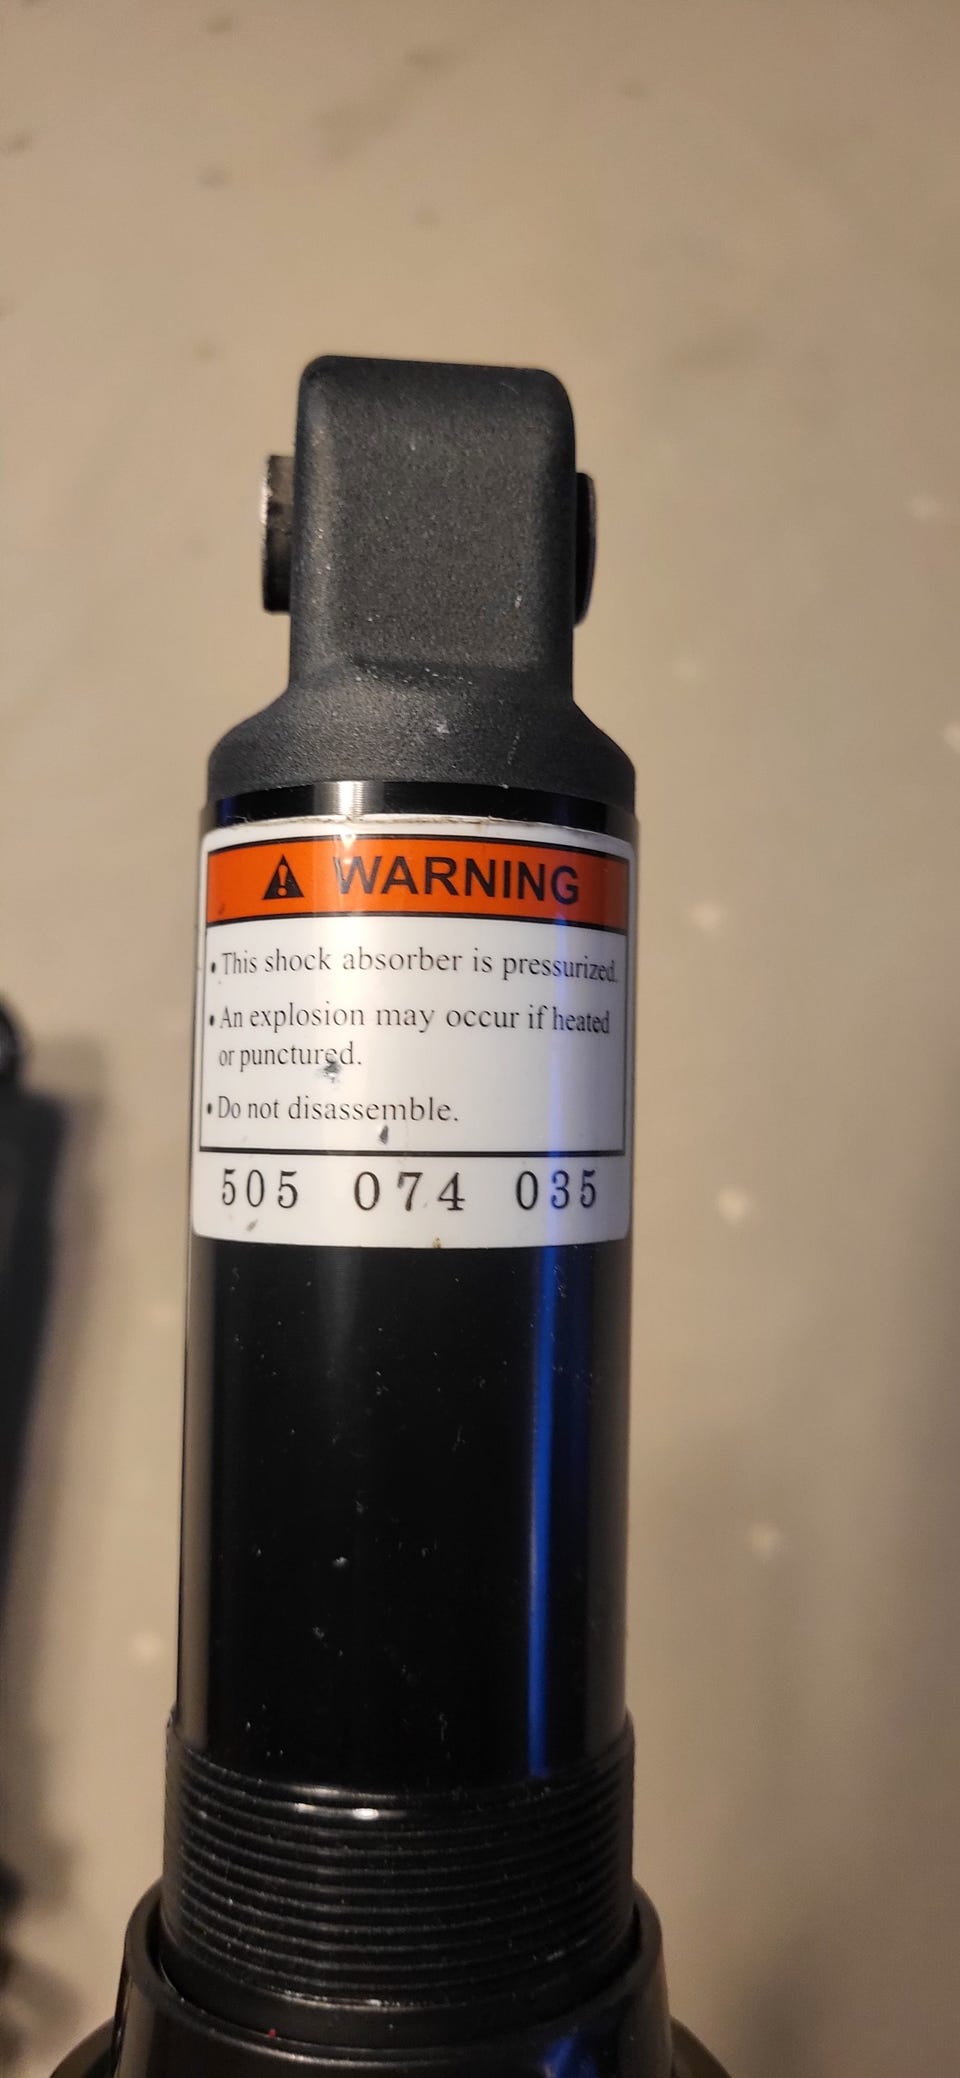 WARNING
• This shock absorber is pressurized.
• An explosion may occur if heated
or punctured.
• Do not disassemble.
505 074 035